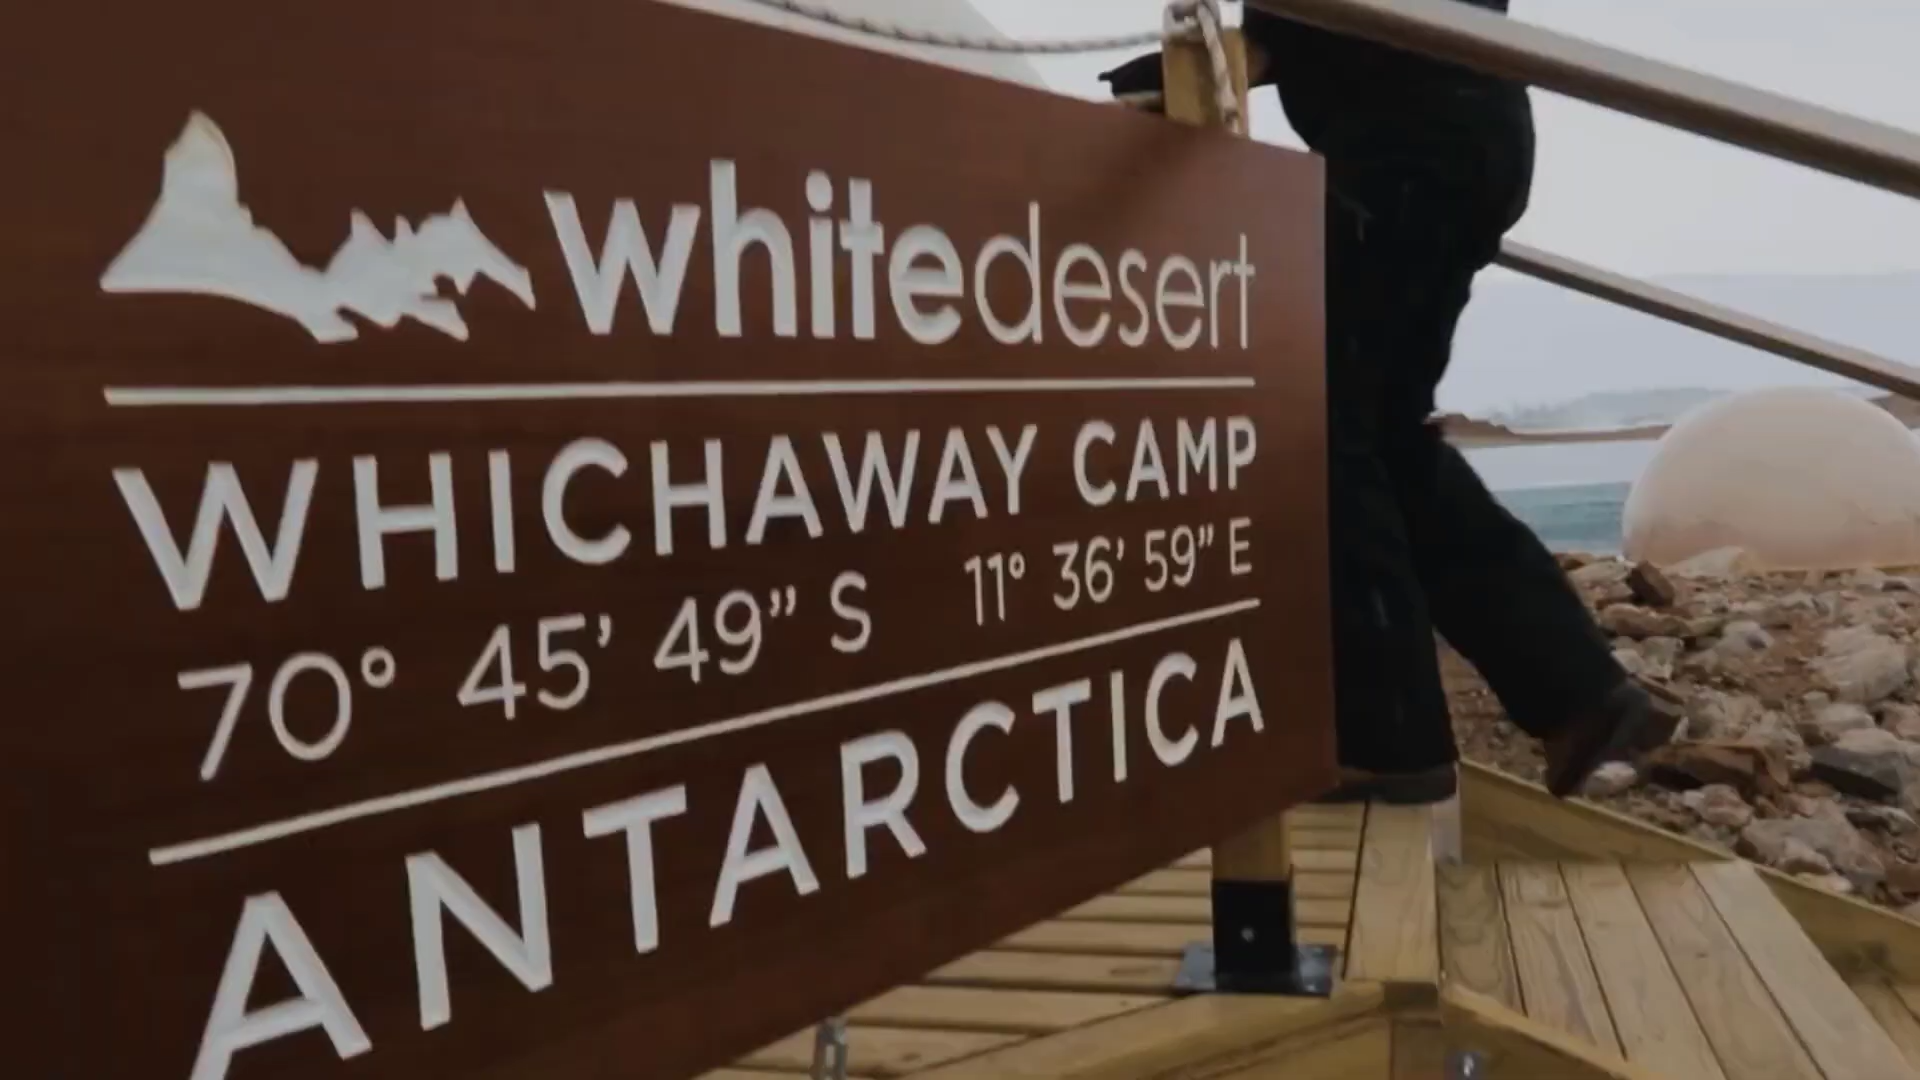 whitedesert
WHICHAWAY CAMP
70° 45’ 49” S 11° 36’ 59” E
ANTARCTICA